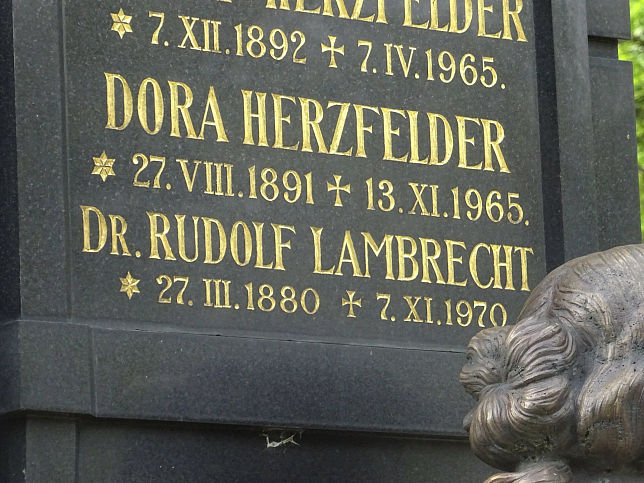 HERZFELDER
7.XII.1892 7.IV.1965.
DORA HERZFELDER
27.VIII.1891 13.XI.1965.
DR. RUDOLF LAMBRECHT
27.III.1880 7.XI.1970.